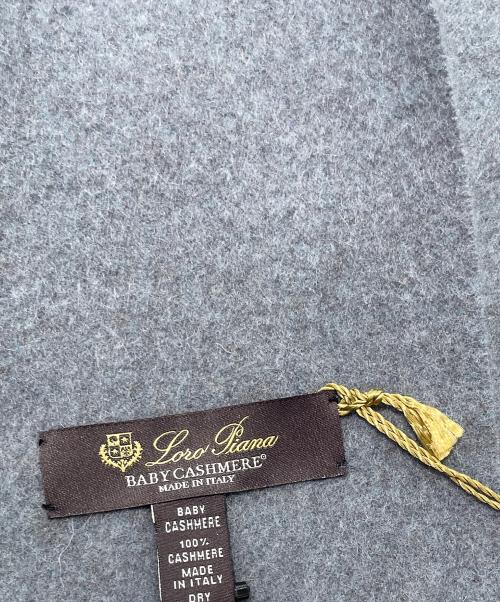 Loro Piana
BABY CASHMERE®
MADE IN ITALY
BABY
CASHMERE
100%
CASHMERE
MADE
IN ITALY
DRY